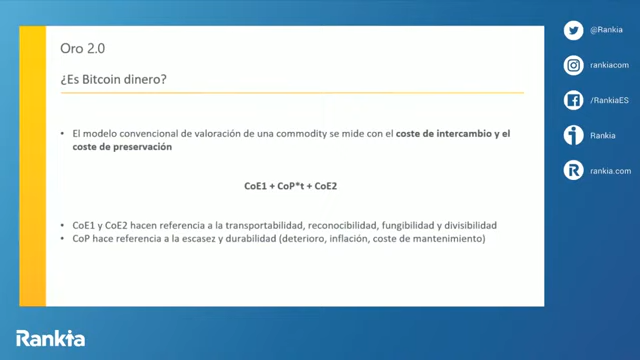 Oro 2.0
¿Es Bitcoin dinero?
• El modelo convencional de valoración de una commodity se mide con el coste de intercambio y el
coste de preservación
CoE1 + CoP*t + CoE2
• CoE1 y CoE2 hacen referencia a la transportabilidad, reconocibilidad, fungibilidad y divisibilidad
• CoP hace referencia a la escasez y durabilidad (deterioro, inflación, coste de mantenimiento)
@Rankia
rankiacom
/RankiaES
Rankia
rankia.com
Rankia